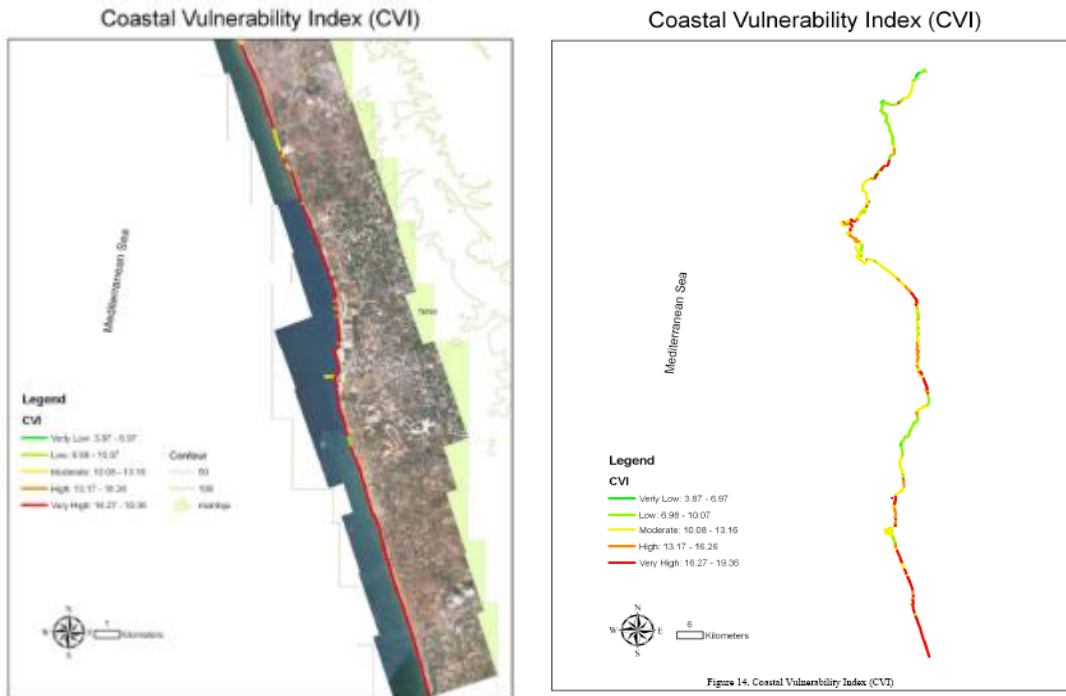 Coastal Vulnerability Index (CVI)
Mediterranean Sea
Legend
CVI
Verly Low: 3.87 - 6.97
Low: 6.98 - 10.07
Moderate: 10.08 - 13.16
High: 13.17 - 16.26
Very High: 16.27 - 19.36
Contour
50
100
N
W
E
S
1
Kilometers
Coastal Vulnerability Index (CVI)
Mediterranean Sea
Legend
CVI
Verly Low: 3.87 - 6.97
Low: 6.98 - 10.07
Moderate: 10.08 - 13.16
High: 13.17 - 16.26
Very High: 16.27 - 19.36
N
W
E
S
6
Kilometers
Figure 14. Coastal Vulnerability Index (CVI)